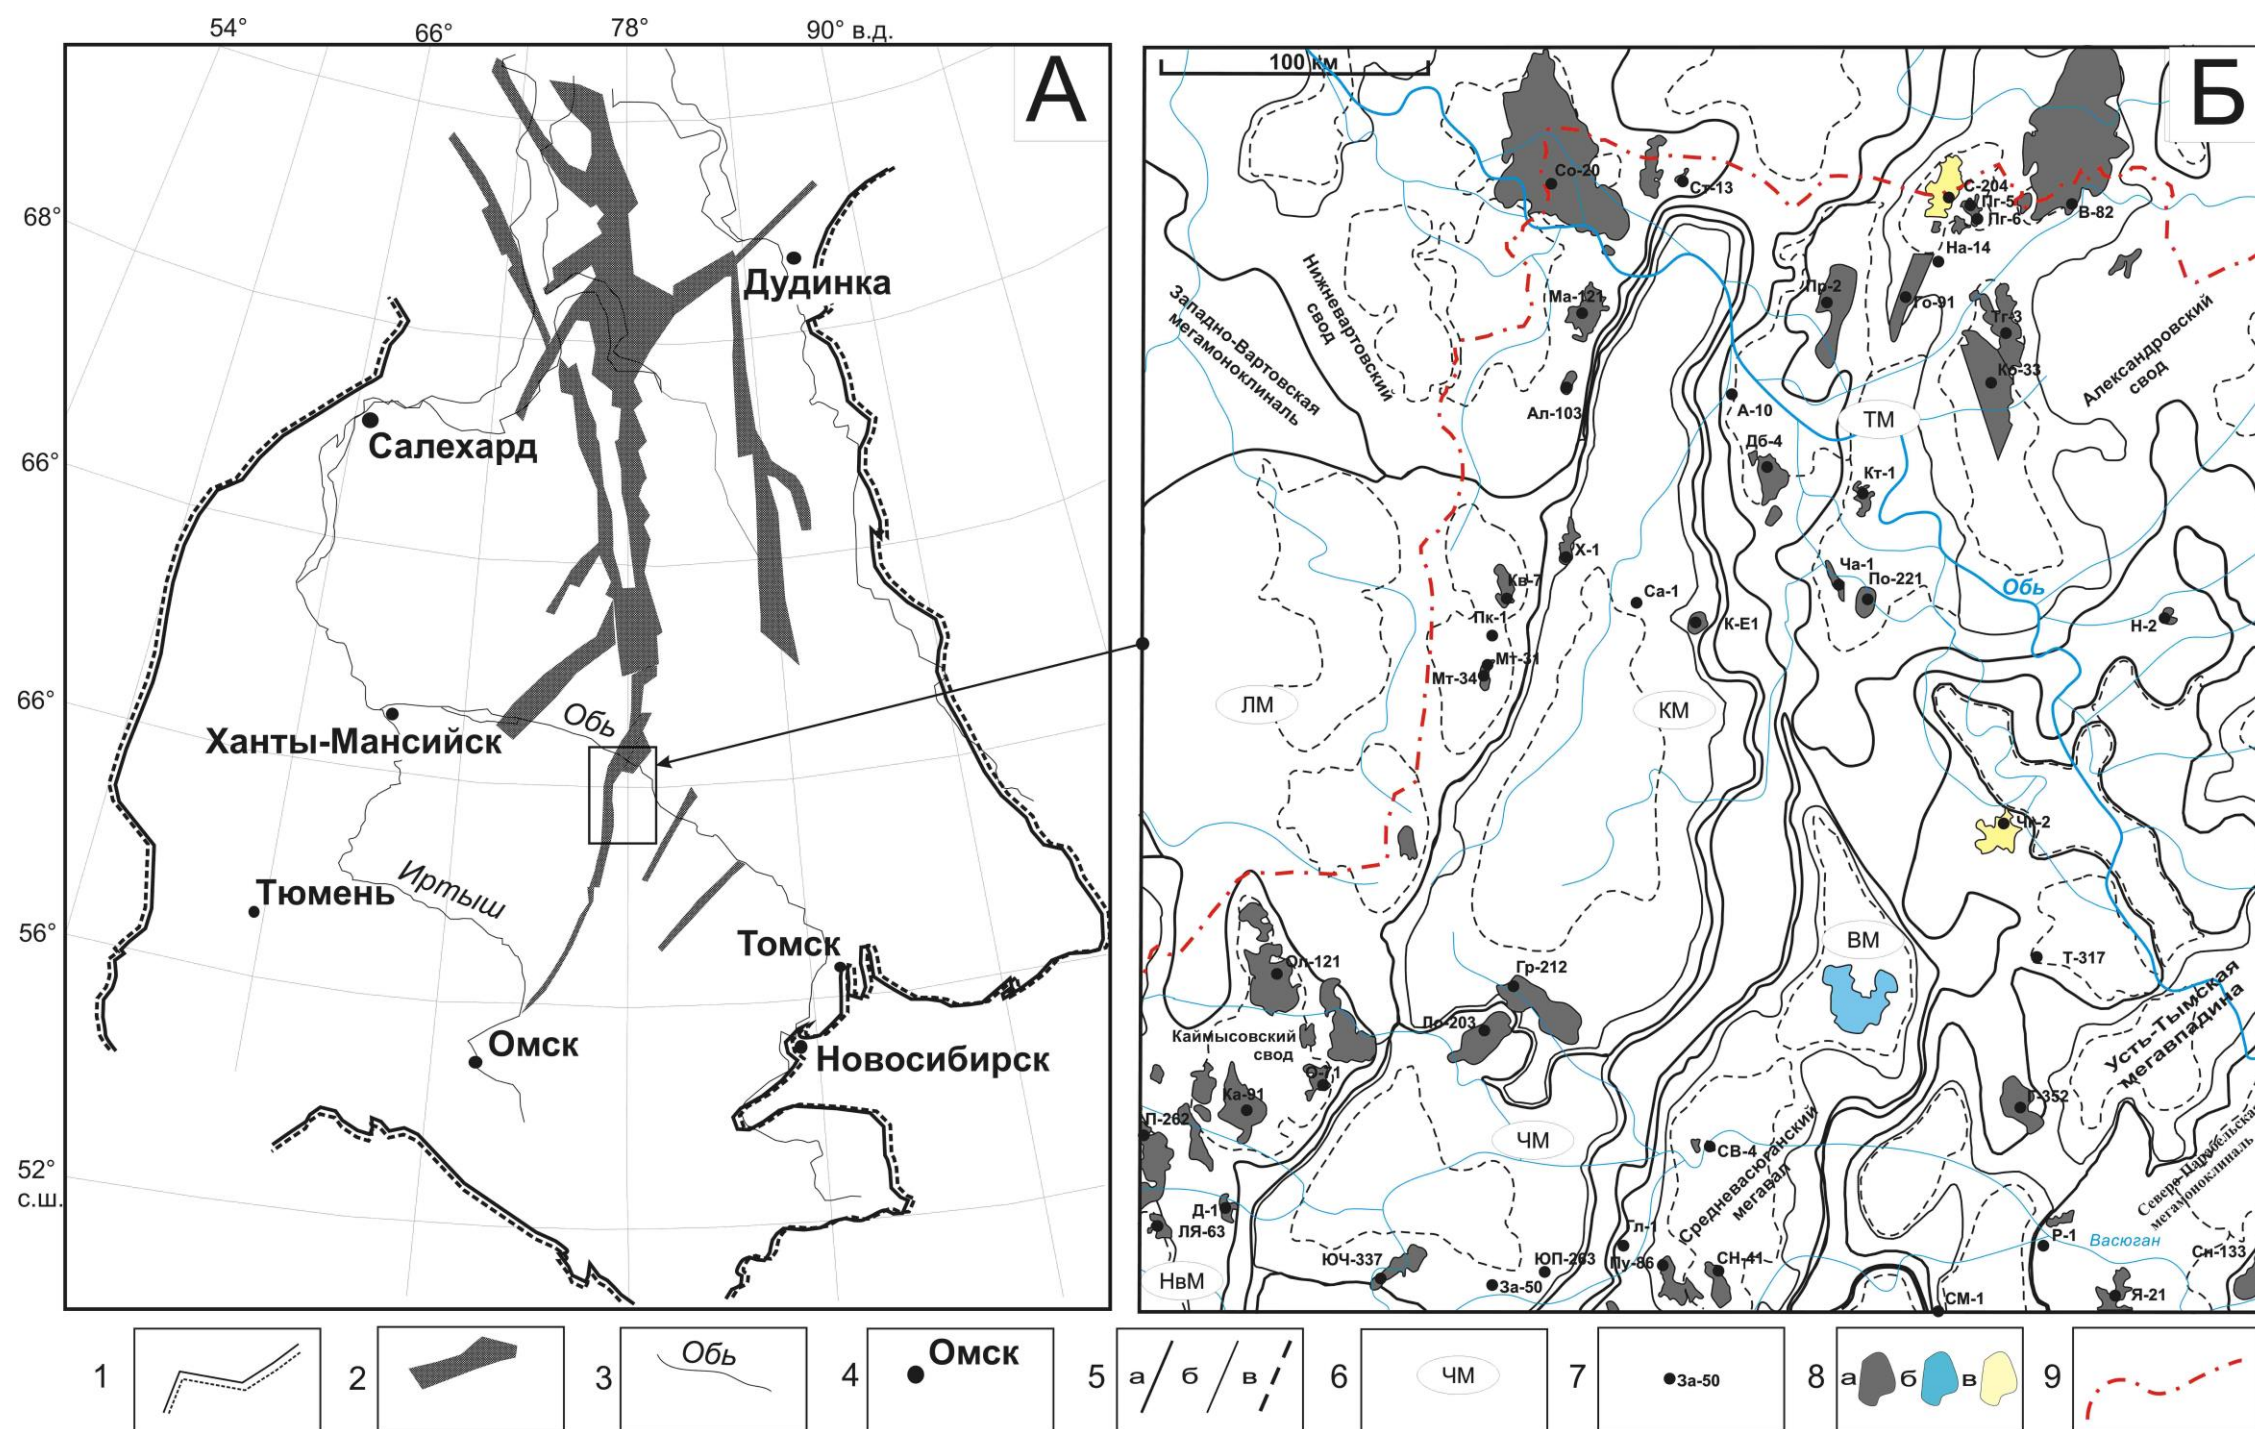 54°
66°
78°
90° в.д.
А
68°
66°
66°
56°
52°
с.ш.
Дудинка
Салехард
Ханты-Мансийск
Обь
Иртыш
Тюмень
Томск
Омск
Новосибирск
100 км
Б
Со-20
Ст-13
С-204
Пг-5
Пг-6
В-82
На-14
Западно-Вартовская
мегамоноклиналь
Нижневартовский
свод
Ма-121
Пр-2
Го-91
Тг-3
Ко-33
Александровский
свод
Ал-103
А-10
ТМ
Дб-4
Кт-1
Х-1
Кв-7
Са-1
Ча-1
По-221
Обь
Пк-1
К-Е1
Н-2
Мт-31
Мт-34
ЛМ
КМ
Чк-2
ВМ
Ол-121
Гр-212
Т-317
По-203
Каймысовский
свод
Усть-Тымская
мегавпадина
О-71
Ка-91
П-262
Г-352
ЧМ
СВ-4
Средневасюганский
мегавал
Северо-Парабельская
мегамоноклиналь
Д-1
ЛЯ-63
Гл-1
Р-1
Васюган
Сн-133
НвМ
ЮЧ-337
За-50
ЮП-263
Пу-86
СН-41
СМ-1
Я-21
1
2
3 Обь
4 Омск
5 а б в
6 ЧМ
7 За-50
8 а б в
9